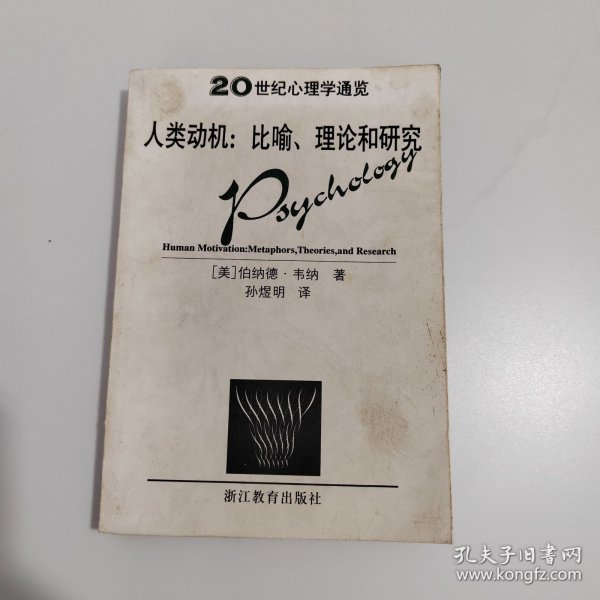 20世纪心理学通览
人类动机：比喻、理论和研究
Psychology
Human Motivation:Metaphors,Theories,and Research
[美]伯纳德·韦纳 著
孙煜明 译
浙江教育出版社
孔夫子旧书网
www.kongfz.com